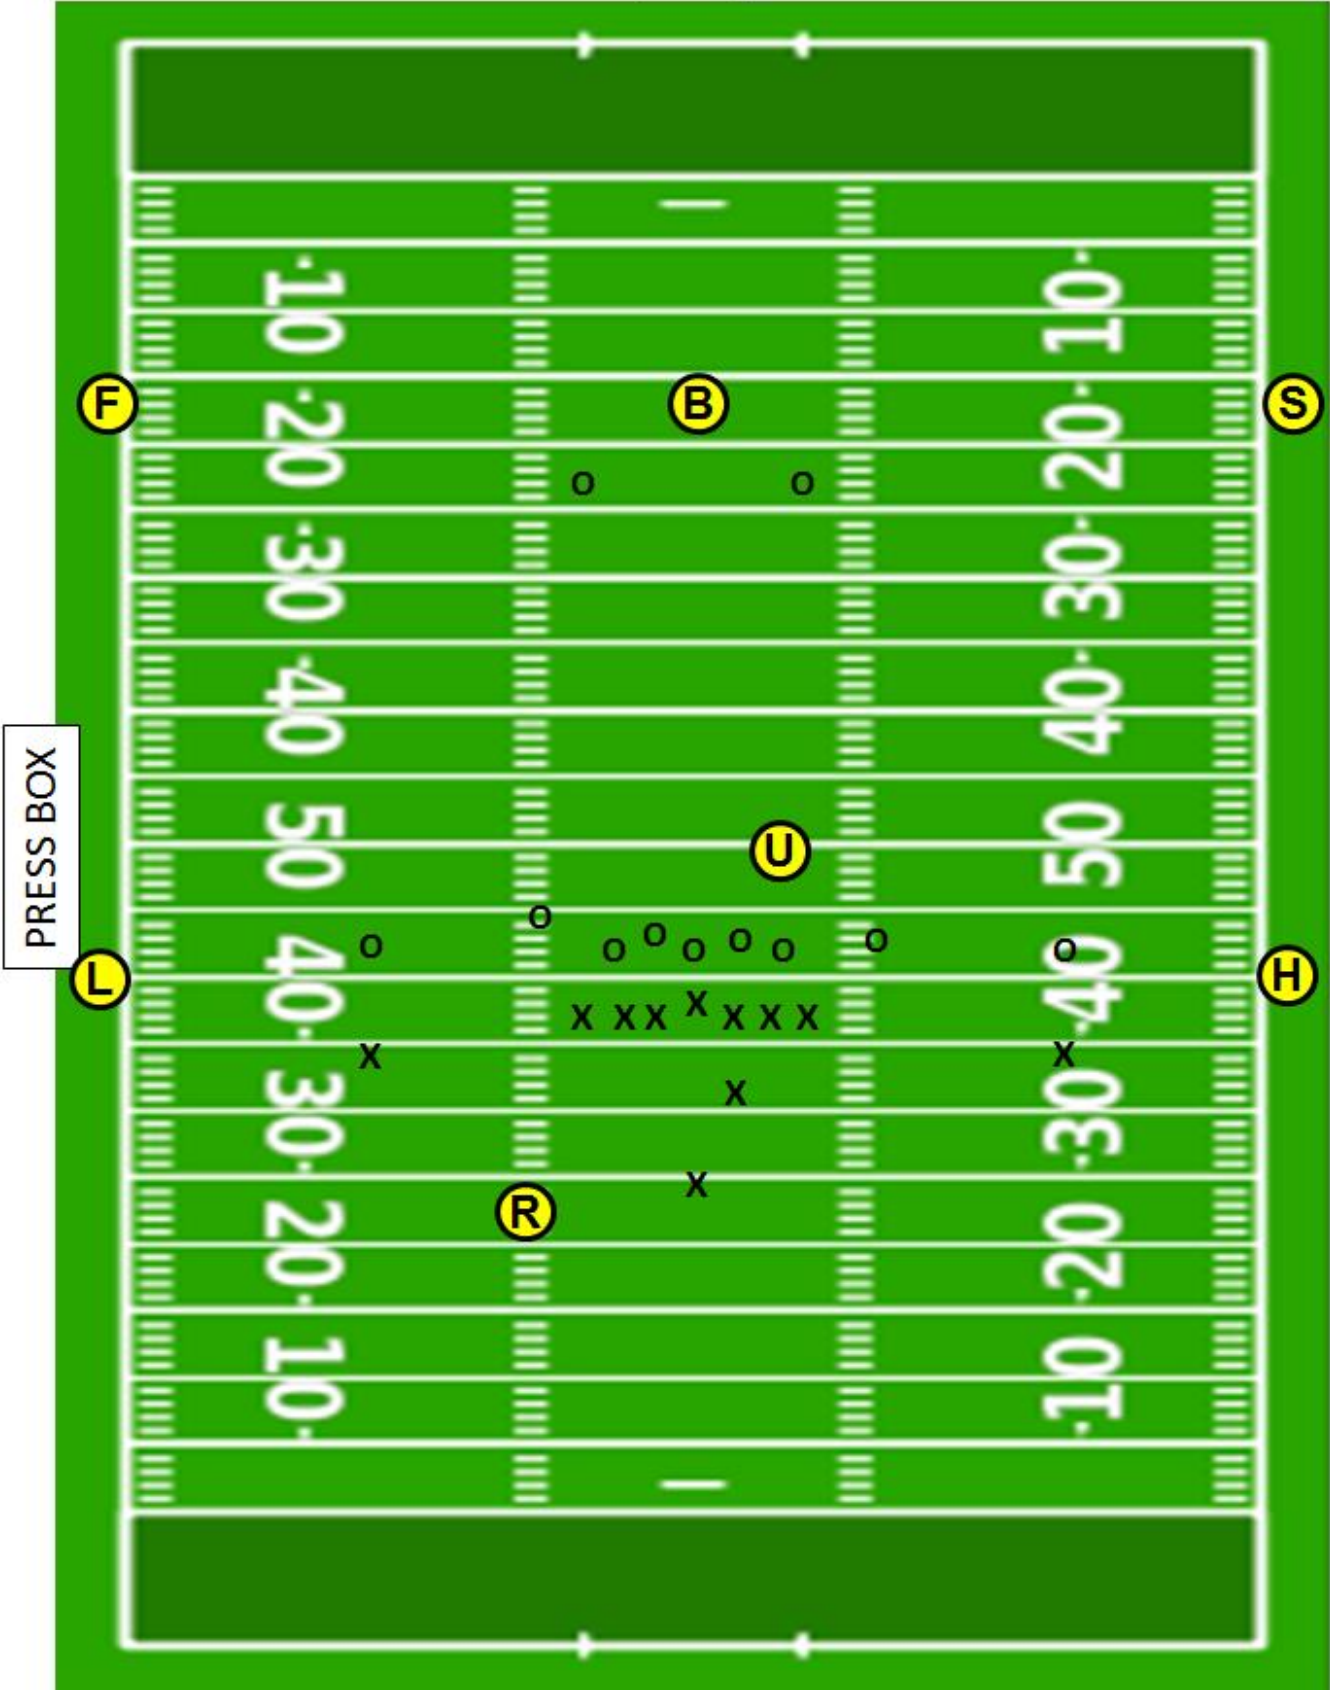 10 10
F B S
20 20
O O
30 30
40 40
PRESS BOX
50 U 50
O
O O O O O O O O
L 40 40 H
X
X X X X X X
X X
30 X 30
X
R
20 20
10 10